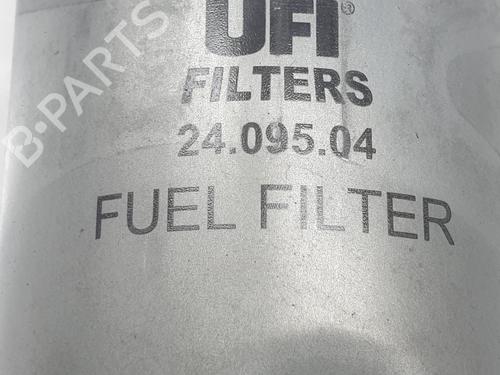 UFI®
FILTERS
24.095.04
FUEL FILTER
B-PARTS